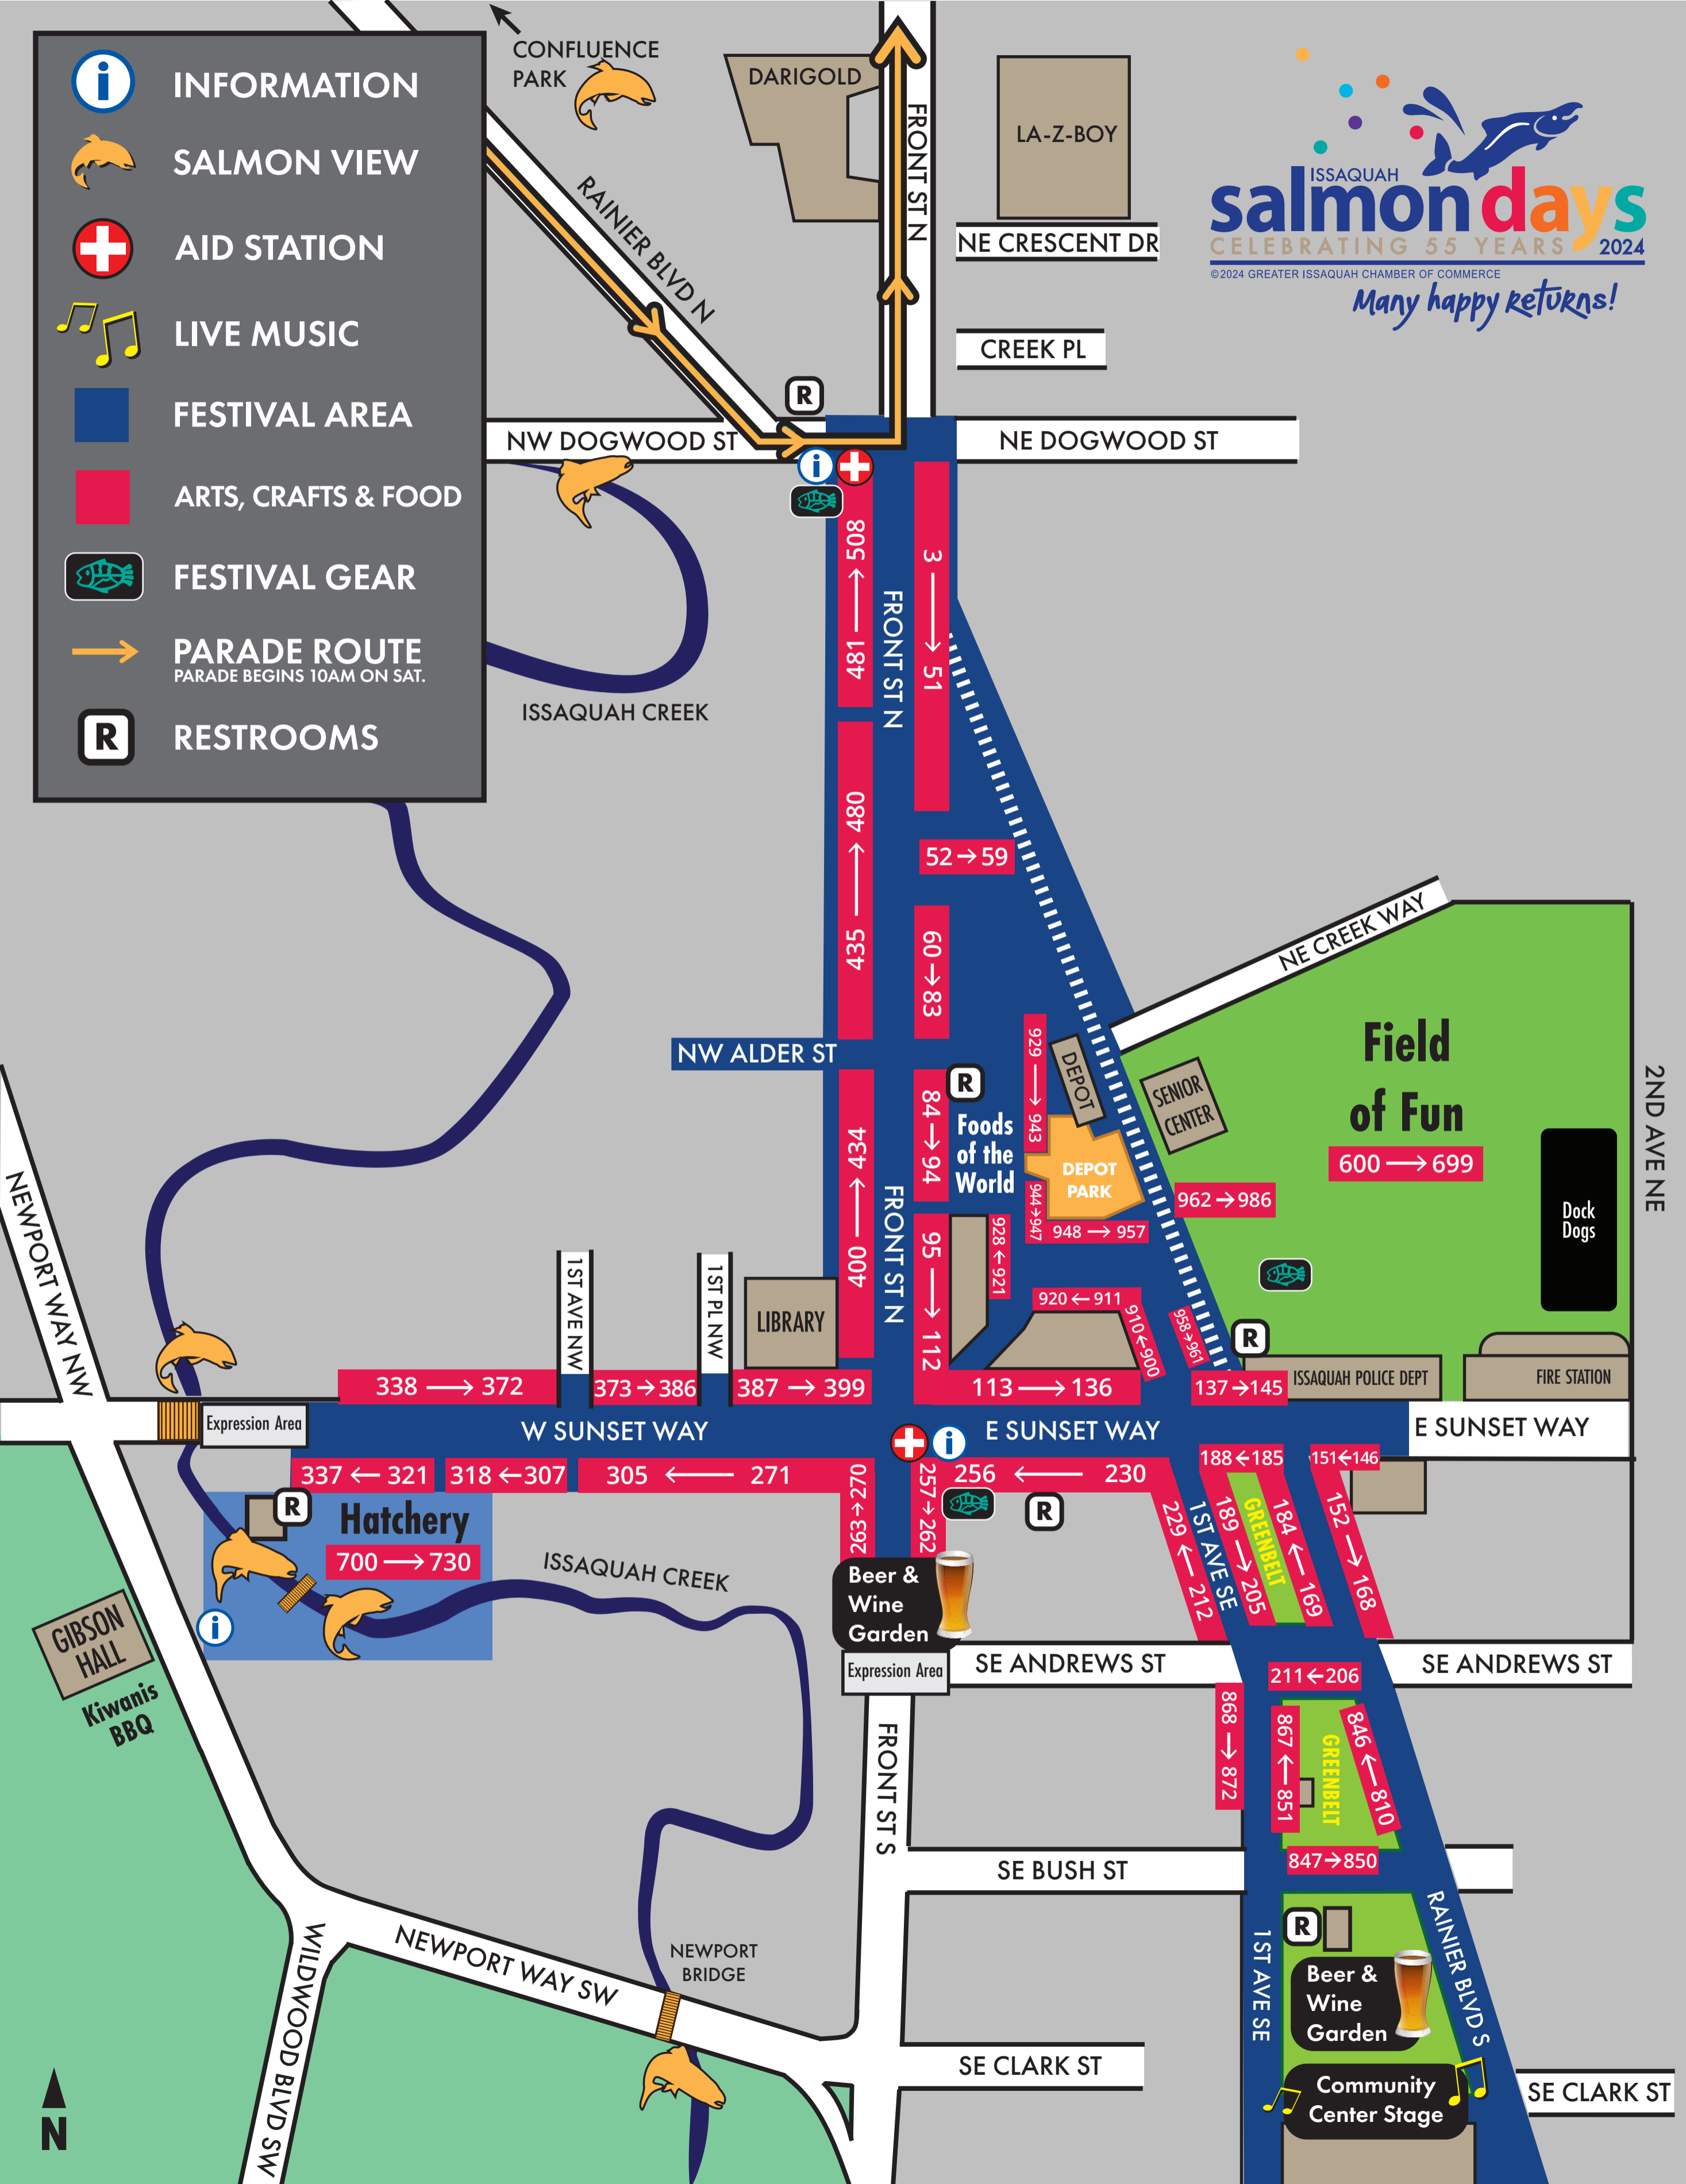 INFORMATION
SALMON VIEW
AID STATION
LIVE MUSIC
FESTIVAL AREA
ARTS, CRAFTS & FOOD
FESTIVAL GEAR
PARADE ROUTE
PARADE BEGINS 10AM ON SAT.
R RESTROOMS
CONFLUENCE
PARK
DARIGOLD
LA-Z-BOY
FRONT ST N
RAINIER BLVD N
ISSAQUAH
salmon days
CELEBRATING 55 YEARS 2024
©2024 GREATER ISSAQUAH CHAMBER OF COMMERCE
Many happy returns!
NE CRESCENT DR
CREEK PL
R
NW DOGWOOD ST
NE DOGWOOD ST
i
481 → 508
3 → 51
FRONT ST N
ISSAQUAH CREEK
435 → 480
52 → 59
60 → 83
NE CREEK WAY
NW ALDER ST
Field
of Fun
600 → 699
2ND AVE NE
Dock
Dogs
SENIOR
CENTER
DEPOT
929 → 943
R
84 → 94
Foods
of the
World
DEPOT
PARK
944→947
948 → 957
962 → 986
400 → 434
FRONT ST N
95 → 112
928 ← 921
920 ← 911
910←900
958→961
R
NEWPORT WAY NW
1ST AVE NW
1ST PL NW
LIBRARY
338 → 372
373 → 386
387 → 399
113 → 136
137 → 145
ISSAQUAH POLICE DEPT
FIRE STATION
Expression Area
W SUNSET WAY
E SUNSET WAY
E SUNSET WAY
i
337 ← 321
318 ← 307
305 ← 271
263→270
257→262
256 ← 230
188←185
151←146
R
R
Hatchery
700 → 730
i
ISSAQUAH CREEK
229 ← 212
1ST AVE SE
189 → 205
GREENBELT
184 ← 169
152 → 168
Beer &
Wine
Garden
Expression Area
SE ANDREWS ST
SE ANDREWS ST
GIBSON
HALL
Kiwanis
BBQ
211←206
868 → 872
867 ← 851
GREENBELT
846 ← 810
847→850
FRONT ST S
SE BUSH ST
R
1ST AVE SE
RAINIER BLVD S
Beer &
Wine
Garden
NEWPORT WAY SW
NEWPORT
BRIDGE
WILDWOOD BLVD SW
SE CLARK ST
SE CLARK ST
Community
Center Stage
N